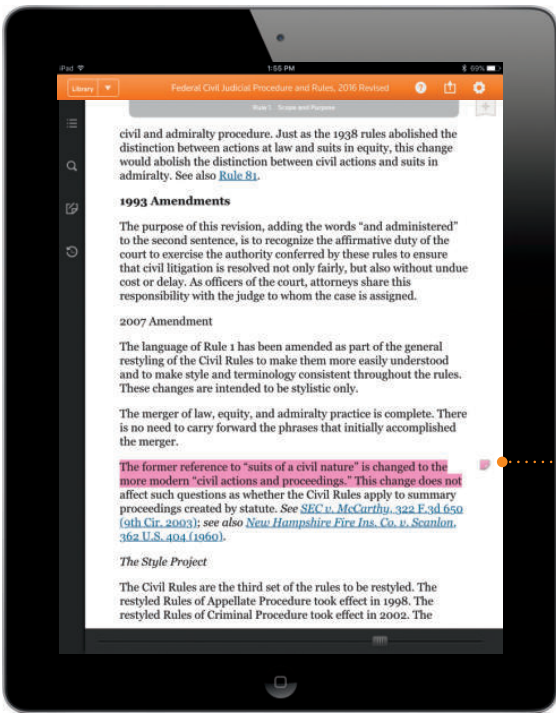 iPad
1:55 PM
69%
Library
Federal Civil Judicial Procedure and Rules, 2016 Revised
?
Rule 1. Scope and Purpose
civil and admiralty procedure. Just as the 1938 rules abolished the
distinction between actions at law and suits in equity, this change
would abolish the distinction between civil actions and suits in
admiralty. See also Rule 81.
1993 Amendments
The purpose of this revision, adding the words “and administered”
to the second sentence, is to recognize the affirmative duty of the
court to exercise the authority conferred by these rules to ensure
that civil litigation is resolved not only fairly, but also without undue
cost or delay. As officers of the court, attorneys share this
responsibility with the judge to whom the case is assigned.
2007 Amendment
The language of Rule 1 has been amended as part of the general
restyling of the Civil Rules to make them more easily understood
and to make style and terminology consistent throughout the rules.
These changes are intended to be stylistic only.
The merger of law, equity, and admiralty practice is complete. There
is no need to carry forward the phrases that initially accomplished
the merger.
The former reference to “suits of a civil nature” is changed to the
more modern “civil actions and proceedings.” This change does not
affect such questions as whether the Civil Rules apply to summary
proceedings created by statute. See SEC v. McCarthy, 322 F.3d 650
(9th Cir. 2003); see also New Hampshire Fire Ins. Co. v. Scanlon,
362 U.S. 404 (1960).
The Style Project
The Civil Rules are the third set of the rules to be restyled. The
restyled Rules of Appellate Procedure took effect in 1998. The
restyled Rules of Criminal Procedure took effect in 2002. The